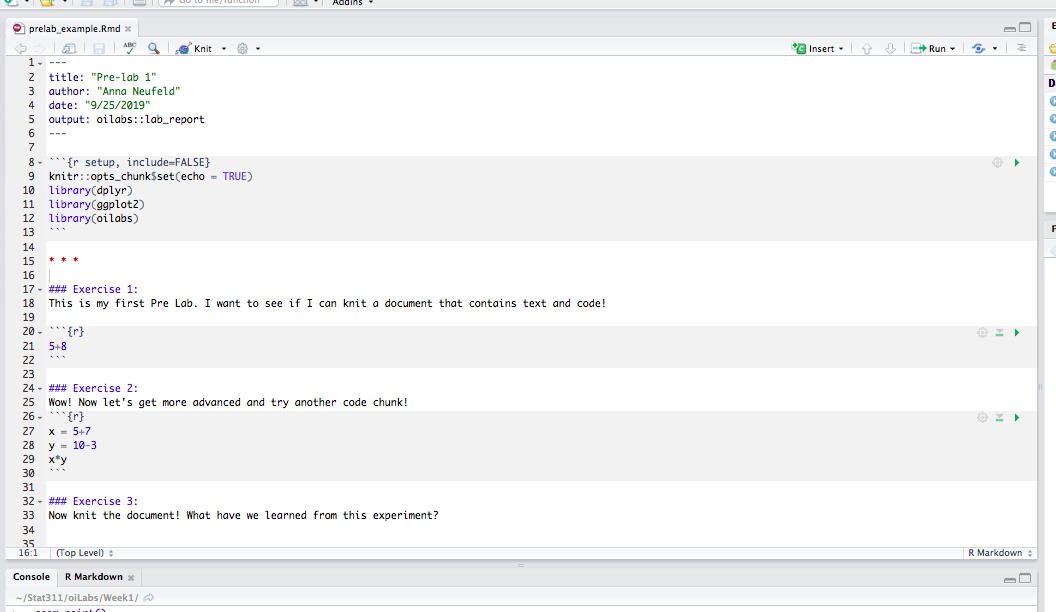 Go to file/function
Addins
prelab_example.Rmd
ABC
Knit
Insert
Run
1 ---
2 title: "Pre-lab 1"
3 author: "Anna Neufeld"
4 date: "9/25/2019"
5 output: oilabs::lab_report
6 ---
7
8 ```{r setup, include=FALSE}
9 knitr::opts_chunk$set(echo = TRUE)
10 library(dplyr)
11 library(ggplot2)
12 library(oilabs)
13 ```
14
15 * * *
16
17 ### Exercise 1:
18 This is my first Pre Lab. I want to see if I can knit a document that contains text and code!
19
20 ```{r}
21 5+8
22 ```
23
24 ### Exercise 2:
25 Wow! Now let's get more advanced and try another code chunk!
26 ```{r}
27 x = 5+7
28 y = 10-3
29 x*y
30 ```
31
32 ### Exercise 3:
33 Now knit the document! What have we learned from this experiment?
34
35
16:1 (Top Level) R Markdown
Console R Markdown
~/Stat311/oiLabs/Week1/